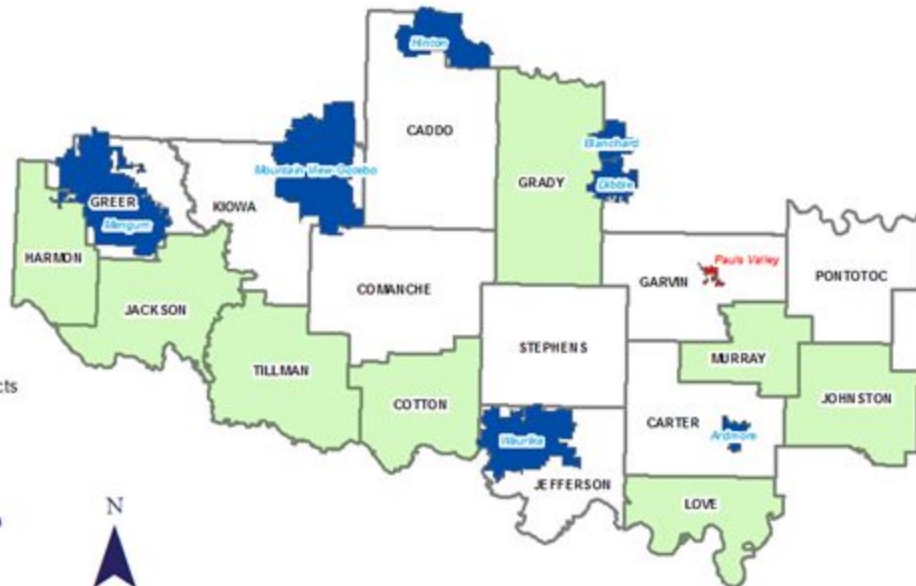 Hinton
CADDO
Blanchard
Mountain View-Gotebo
GRADY
Dibble
GREER
KIOWA
Mangum
HARMON
Pauls Valley
GARVIN
PONTOTOC
COMANCHE
JACKSON
STEPHENS
MURRAY
TILLMAN
cts
JOHNSTON
COTTON
CARTER
Ardmore
Waurika
JEFFERSON
LOVE
N